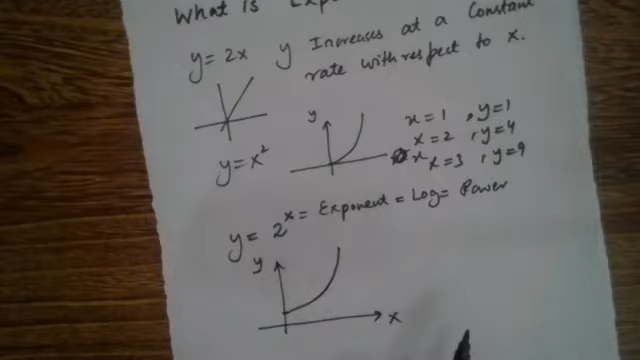 What Is
y = 2x y Increases at a Constant
rate with respect to x.
y = x²
y
x = 1 , y = 1
x = 2 , y = 4
x x = 3 , y = 9
y = 2ˣ = Exponent = Log = Power
y
x